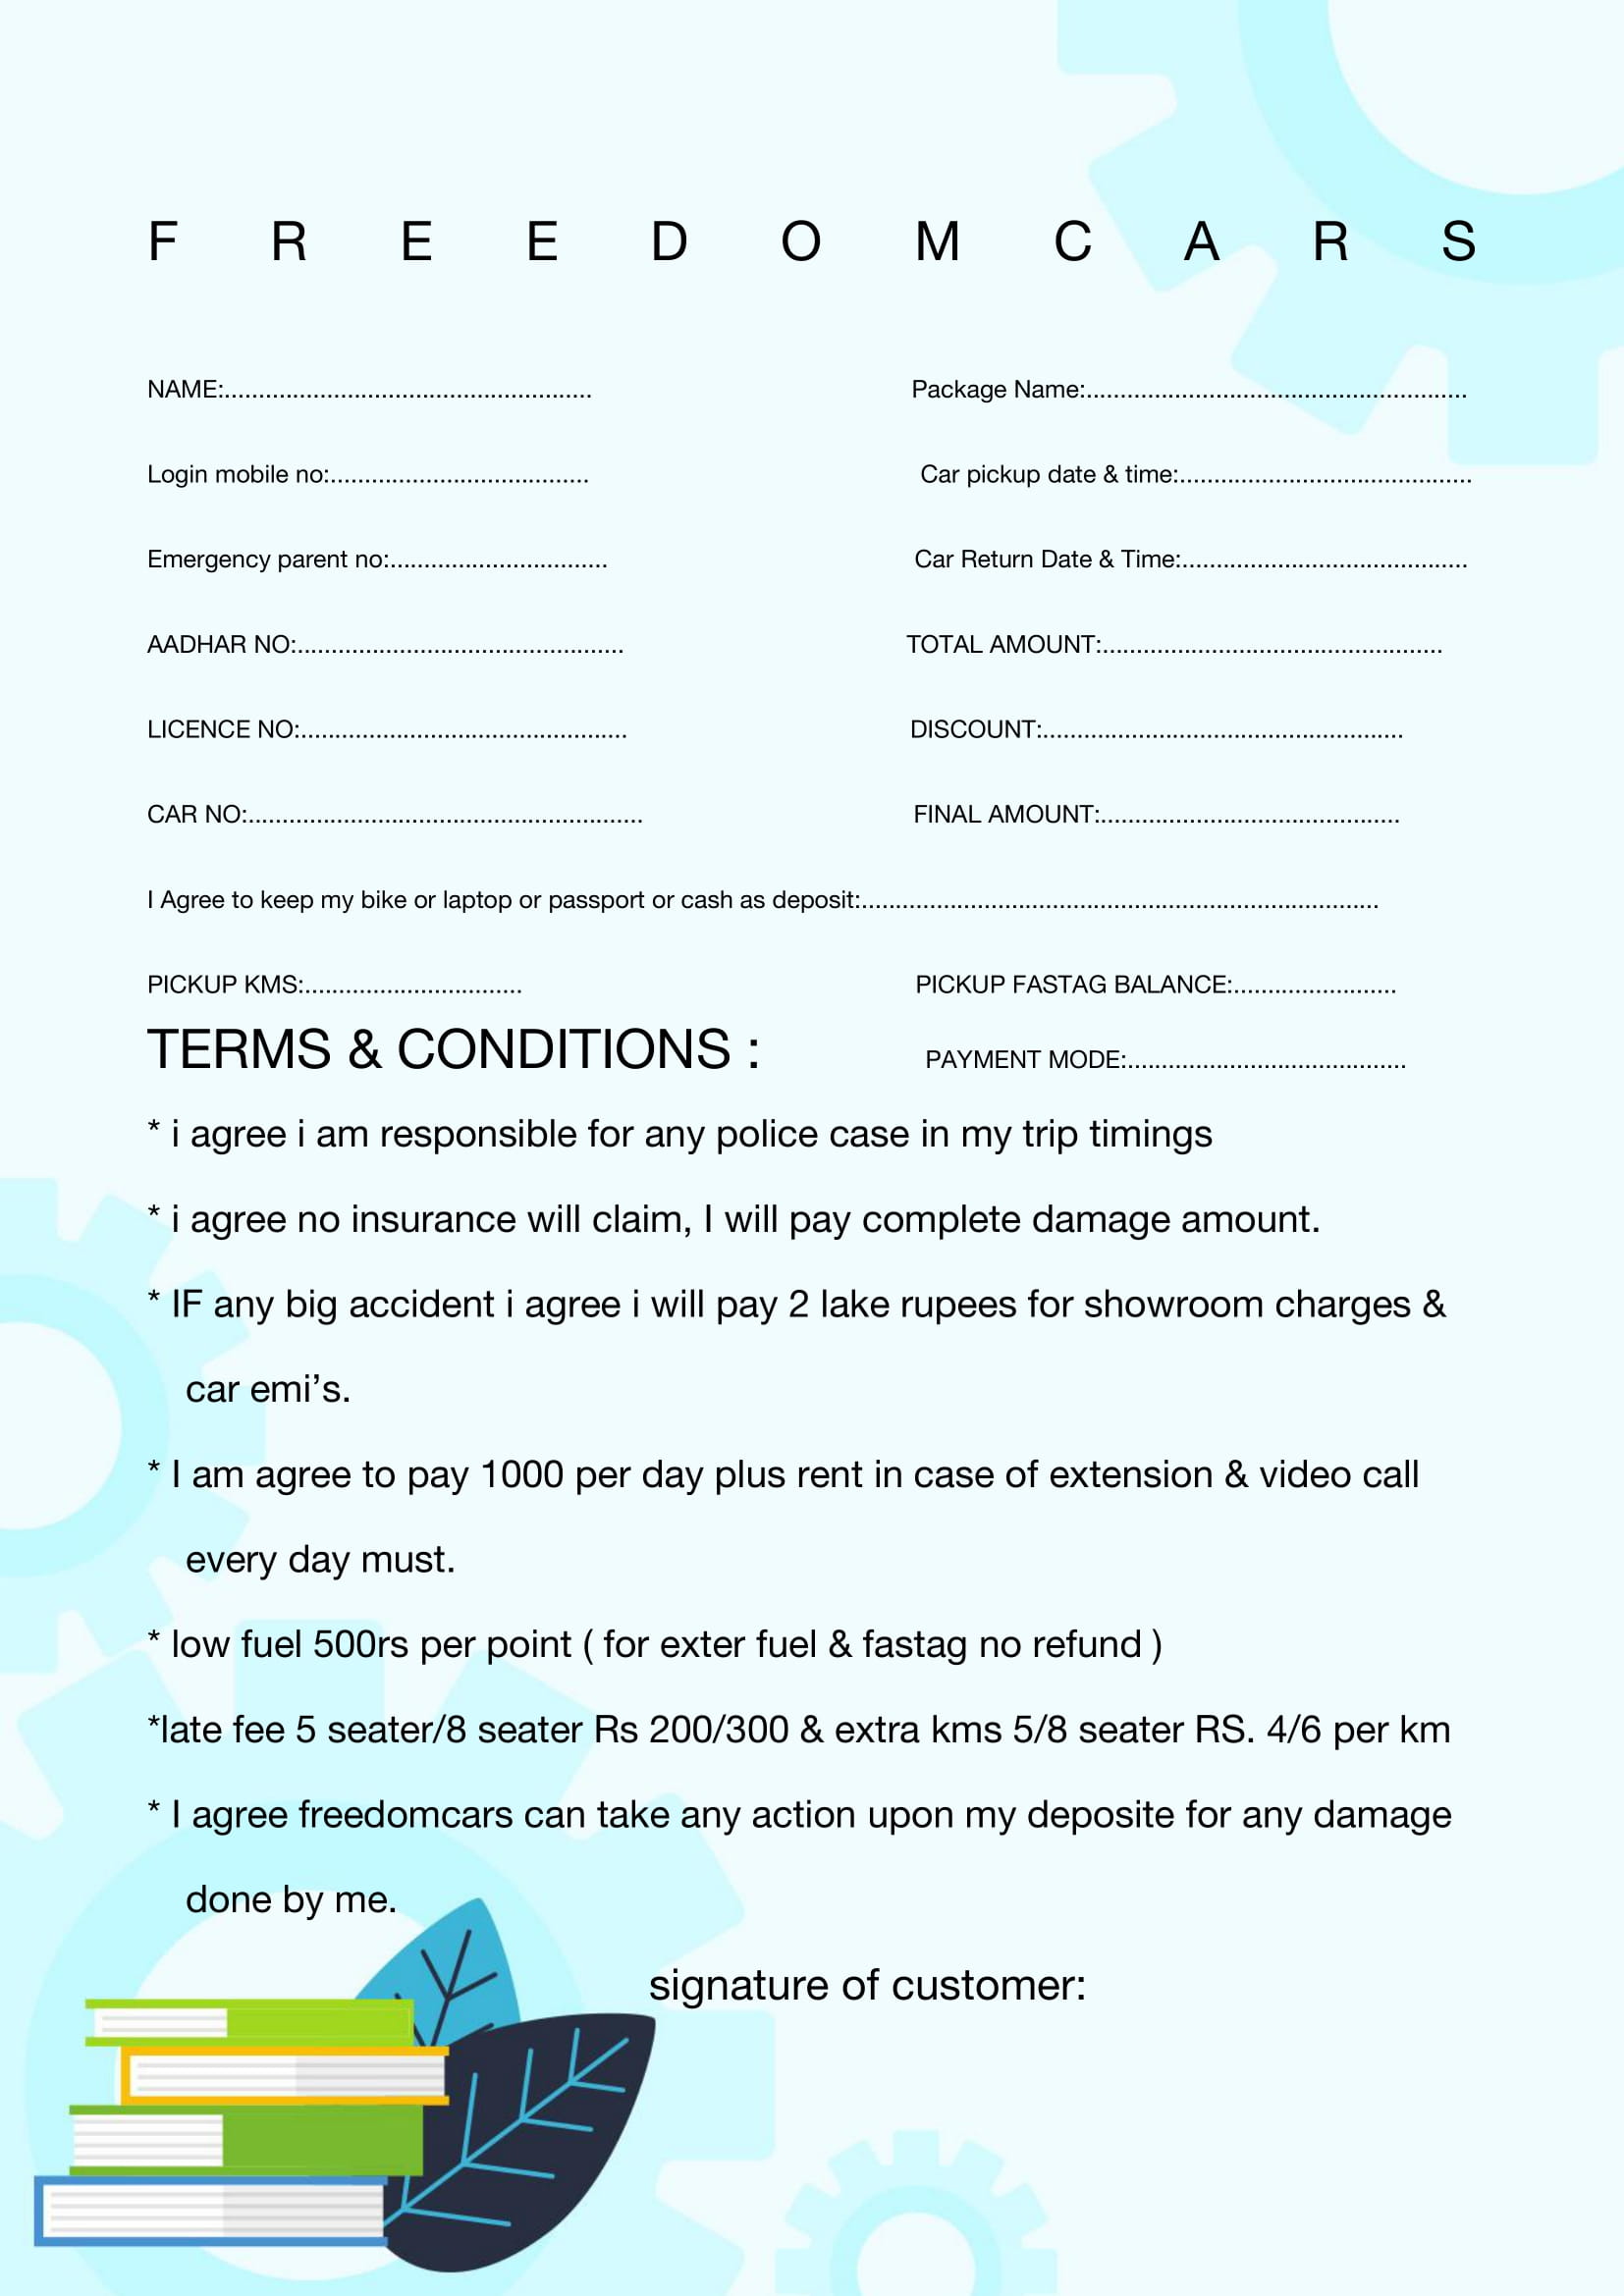 F R E E D O M C A R S
NAME:...................................................... Package Name:........................................................
Login mobile no:...................................... Car pickup date & time:...........................................
Emergency parent no:................................ Car Return Date & Time:..........................................
AADHAR NO:................................................ TOTAL AMOUNT:..................................................
LICENCE NO:................................................ DISCOUNT:.....................................................
CAR NO:.......................................................... FINAL AMOUNT:............................................
I Agree to keep my bike or laptop or passport or cash as deposit:............................................................................
PICKUP KMS:................................ PICKUP FASTAG BALANCE:........................
TERMS & CONDITIONS : PAYMENT MODE:.........................................
* i agree i am responsible for any police case in my trip timings
* i agree no insurance will claim, I will pay complete damage amount.
* IF any big accident i agree i will pay 2 lake rupees for showroom charges &
car emi’s.
* I am agree to pay 1000 per day plus rent in case of extension & video call
every day must.
* low fuel 500rs per point ( for exter fuel & fastag no refund )
*late fee 5 seater/8 seater Rs 200/300 & extra kms 5/8 seater RS. 4/6 per km
* I agree freedomcars can take any action upon my deposite for any damage
done by me.
signature of customer: